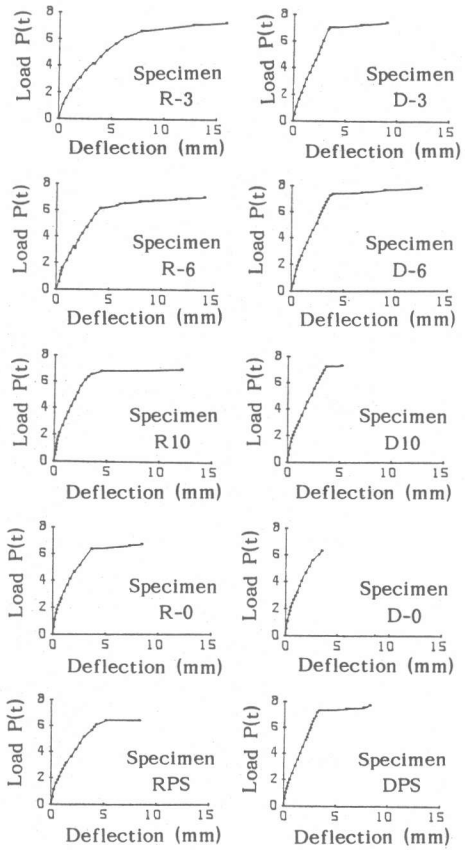 8
6
4
2
0
Load P(t)
Specimen
R-3
0 5 10 15
Deflection (mm)
8
6
4
2
0
Load P(t)
Specimen
D-3
0 5 10 15
Deflection (mm)
8
6
4
2
0
Load P(t)
Specimen
R-6
0 5 10 15
Deflection (mm)
8
6
4
2
0
Load P(t)
Specimen
D-6
0 5 10 15
Deflection (mm)
8
6
4
2
0
Load P(t)
Specimen
R10
0 5 10 15
Deflection (mm)
8
6
4
2
0
Load P(t)
Specimen
D10
0 5 10 15
Deflection (mm)
8
6
4
2
0
Load P(t)
Specimen
R-0
0 5 10 15
Deflection (mm)
8
6
4
2
0
Load P(t)
Specimen
D-0
0 5 10 15
Deflection (mm)
8
6
4
2
0
Load P(t)
Specimen
RPS
0 5 10 15
Deflection (mm)
8
6
4
2
0
Load P(t)
Specimen
DPS
0 5 10 15
Deflection (mm)